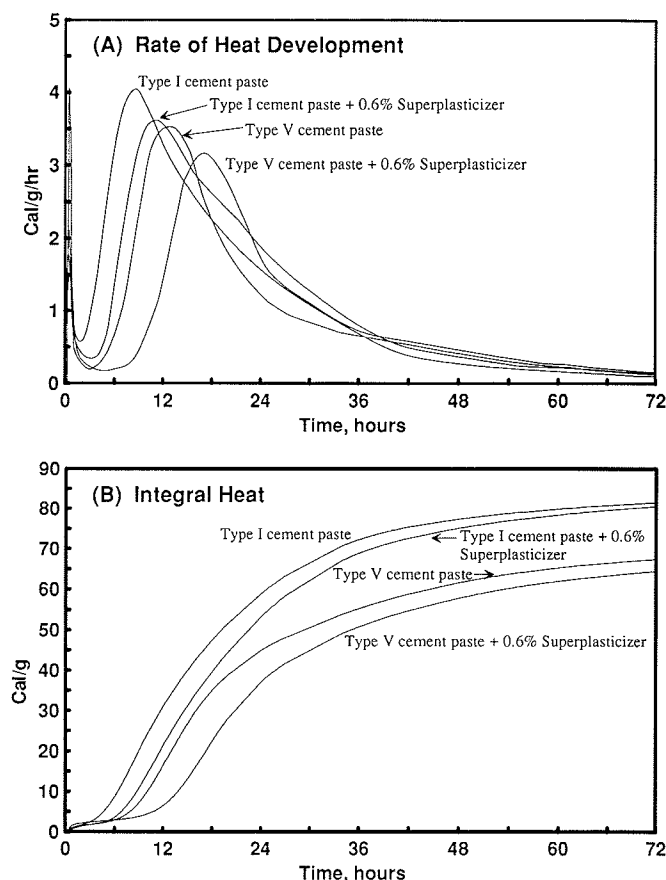 (A) Rate of Heat Development
Type I cement paste
Type I cement paste + 0.6% Superplasticizer
Type V cement paste
Type V cement paste + 0.6% Superplasticizer
Cal/g/hr
5
4
3
2
1
0
0 12 24 36 48 60 72
Time, hours
(B) Integral Heat
Type I cement paste
Type I cement paste + 0.6%
Superplasticizer
Type V cement paste
Type V cement paste + 0.6% Superplasticizer
Cal/g
90
80
70
60
50
40
30
20
10
0
0 12 24 36 48 60 72
Time, hours